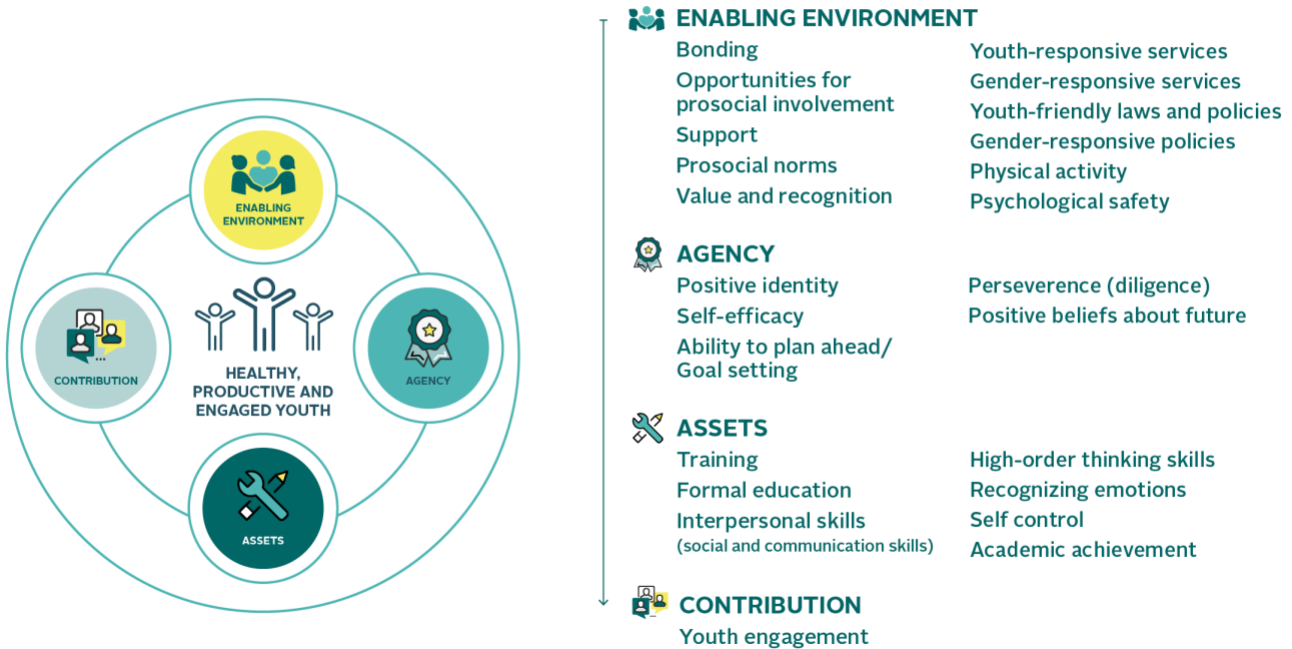 ENABLING
ENVIRONMENT
CONTRIBUTION
HEALTHY,
PRODUCTIVE AND
ENGAGED YOUTH
AGENCY
ASSETS
ENABLING ENVIRONMENT
Bonding
Opportunities for
prosocial involvement
Support
Prosocial norms
Value and recognition
Youth-responsive services
Gender-responsive services
Youth-friendly laws and policies
Gender-responsive policies
Physical activity
Psychological safety
AGENCY
Positive identity
Self-efficacy
Ability to plan ahead/
Goal setting
Perseverence (diligence)
Positive beliefs about future
ASSETS
Training
Formal education
Interpersonal skills
(social and communication skills)
High-order thinking skills
Recognizing emotions
Self control
Academic achievement
CONTRIBUTION
Youth engagement